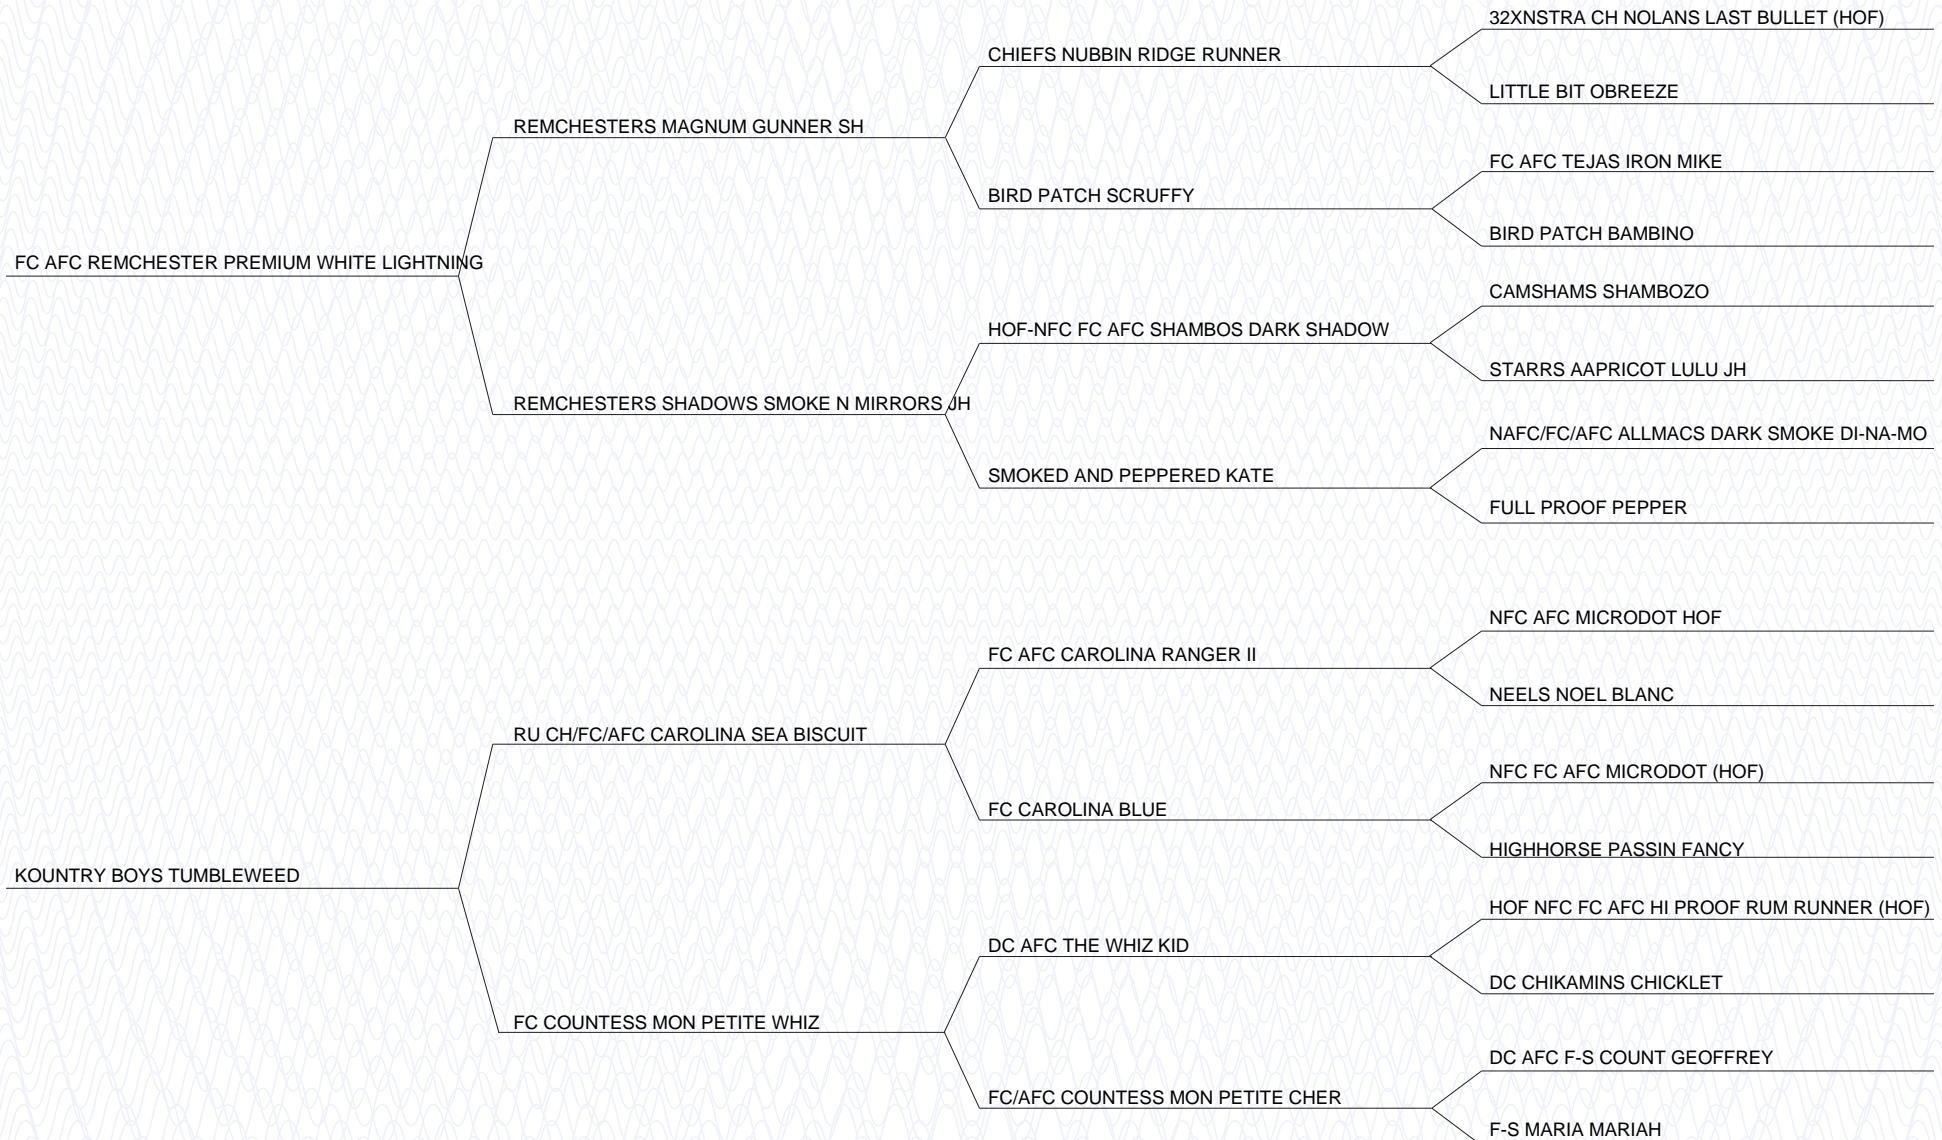 32XNSTRA CH NOLANS LAST BULLET (HOF)
CHIEFS NUBBIN RIDGE RUNNER
LITTLE BIT OBREEZE
REMCHESTERS MAGNUM GUNNER SH
FC AFC TEJAS IRON MIKE
BIRD PATCH SCRUFFY
BIRD PATCH BAMBINO
FC AFC REMCHESTER PREMIUM WHITE LIGHTNING
CAMSHAMS SHAMBOZO
HOF-NFC FC AFC SHAMBOS DARK SHADOW
STARRS AAPRICOT LULU JH
REMCHESTERS SHADOWS SMOKE N MIRRORS JH
NAFC/FC/AFC ALLMACS DARK SMOKE DI-NA-MO
SMOKED AND PEPPERED KATE
FULL PROOF PEPPER
NFC AFC MICRODOT HOF
FC AFC CAROLINA RANGER II
NEELS NOEL BLANC
RU CH/FC/AFC CAROLINA SEA BISCUIT
NFC FC AFC MICRODOT (HOF)
FC CAROLINA BLUE
HIGHHORSE PASSIN FANCY
KOUNTRY BOYS TUMBLEWEED
HOF NFC FC AFC HI PROOF RUM RUNNER (HOF)
DC AFC THE WHIZ KID
DC CHIKAMINS CHICKLET
FC COUNTESS MON PETITE WHIZ
DC AFC F-S COUNT GEOFFREY
FC/AFC COUNTESS MON PETITE CHER
F-S MARIA MARIAH